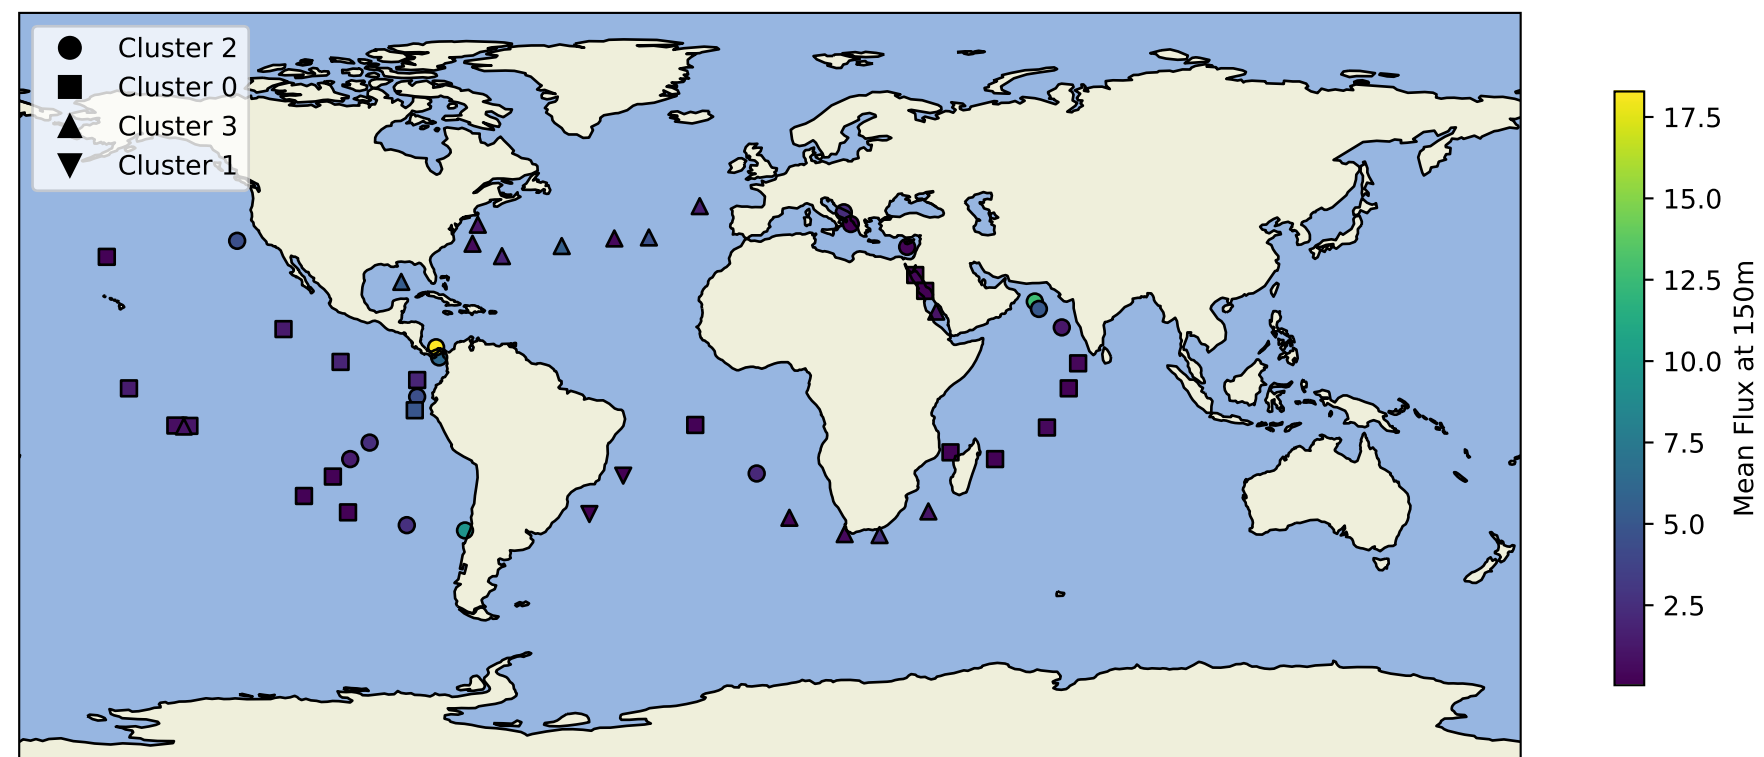 Cluster 2
Cluster 0
Cluster 3
Cluster 1
17.5
15.0
12.5
10.0
7.5
5.0
2.5
Mean Flux at 150m